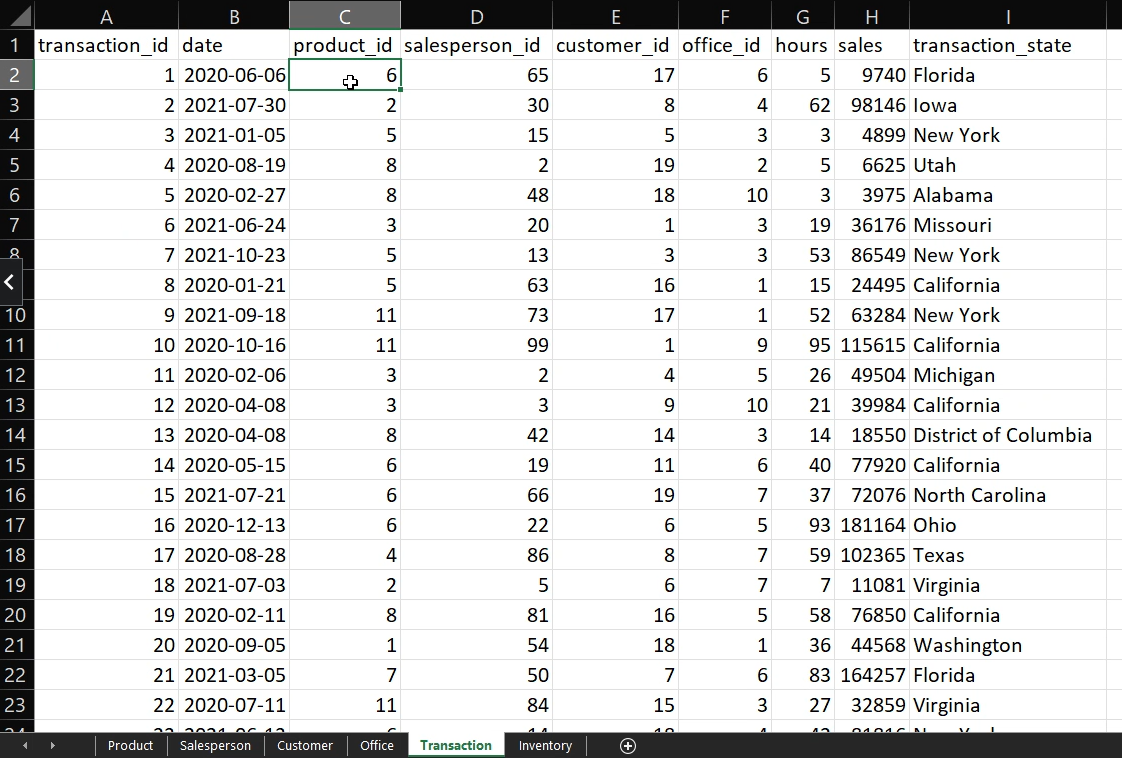 A B C D E F G H I
1 transaction_id date product_id salesperson_id customer_id office_id hours sales transaction_state
2 1 2020-06-06 6 65 17 6 5 9740 Florida
3 2 2021-07-30 2 30 8 4 62 98146 Iowa
4 3 2021-01-05 5 15 5 3 3 4899 New York
5 4 2020-08-19 8 2 19 2 5 6625 Utah
6 5 2020-02-27 8 48 18 10 3 3975 Alabama
7 6 2021-06-24 3 20 1 3 19 36176 Missouri
8 7 2021-10-23 5 13 3 3 53 86549 New York
8 2020-01-21 5 63 16 1 15 24495 California
10 9 2021-09-18 11 73 17 1 52 63284 New York
11 10 2020-10-16 11 99 1 9 95 115615 California
12 11 2020-02-06 3 2 4 5 26 49504 Michigan
13 12 2020-04-08 3 3 9 10 21 39984 California
14 13 2020-04-08 8 42 14 3 14 18550 District of Columbia
15 14 2020-05-15 6 19 11 6 40 77920 California
16 15 2021-07-21 6 66 19 7 37 72076 North Carolina
17 16 2020-12-13 6 22 6 5 93 181164 Ohio
18 17 2020-08-28 4 86 8 7 59 102365 Texas
19 18 2021-07-03 2 5 6 7 7 11081 Virginia
20 19 2020-02-11 8 81 16 5 58 76850 California
21 20 2020-09-05 1 54 18 1 36 44568 Washington
22 21 2021-03-05 7 50 7 6 83 164257 Florida
23 22 2020-07-11 11 84 15 3 27 32859 Virginia
Product Salesperson Customer Office Transaction Inventory